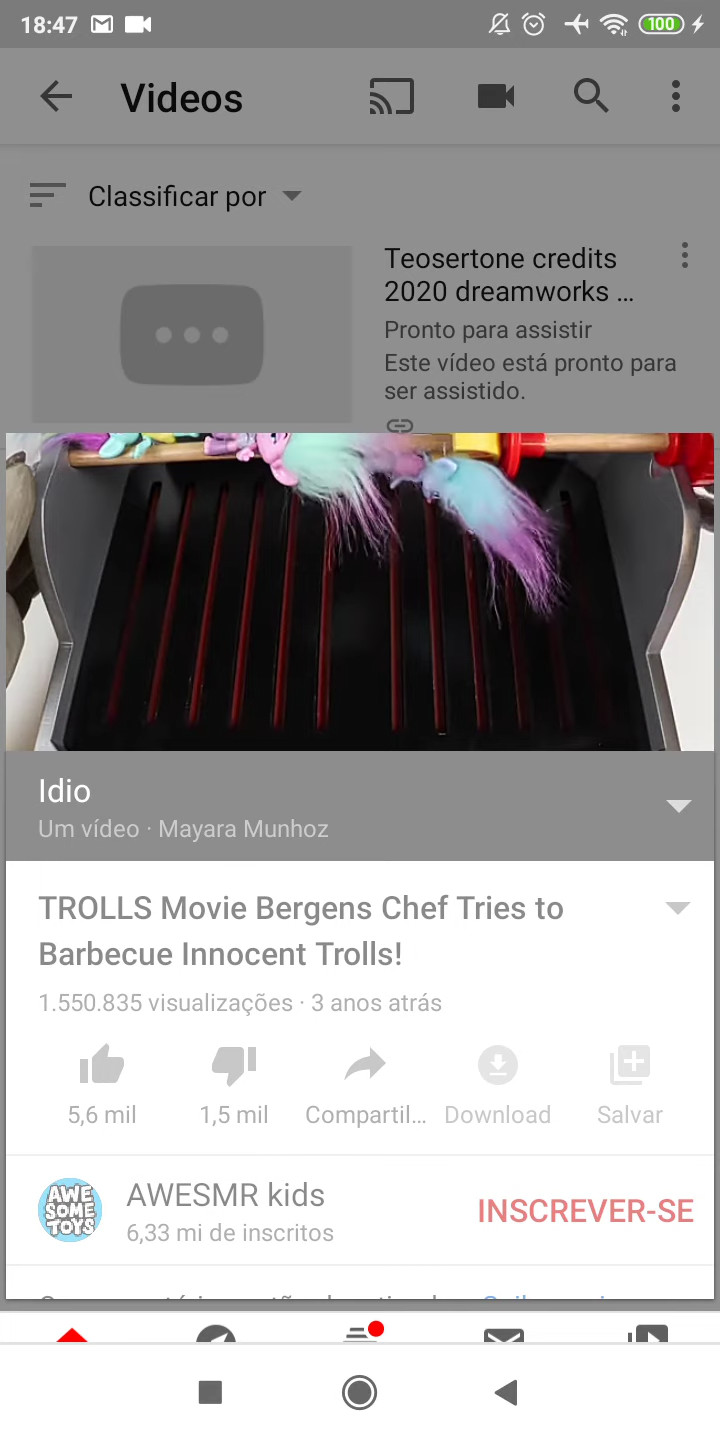 18:47
100
Videos
Classificar por
Teosertone credits
2020 dreamworks ...
Pronto para assistir
Este vídeo está pronto para
ser assistido.
Idio
Um vídeo · Mayara Munhoz
TROLLS Movie Bergens Chef Tries to
Barbecue Innocent Trolls!
1.550.835 visualizações · 3 anos atrás
5,6 mil
1,5 mil
Compartil...
Download
Salvar
AWE
SOME
TOYS
AWESMR kids
6,33 mi de inscritos
INSCREVER-SE